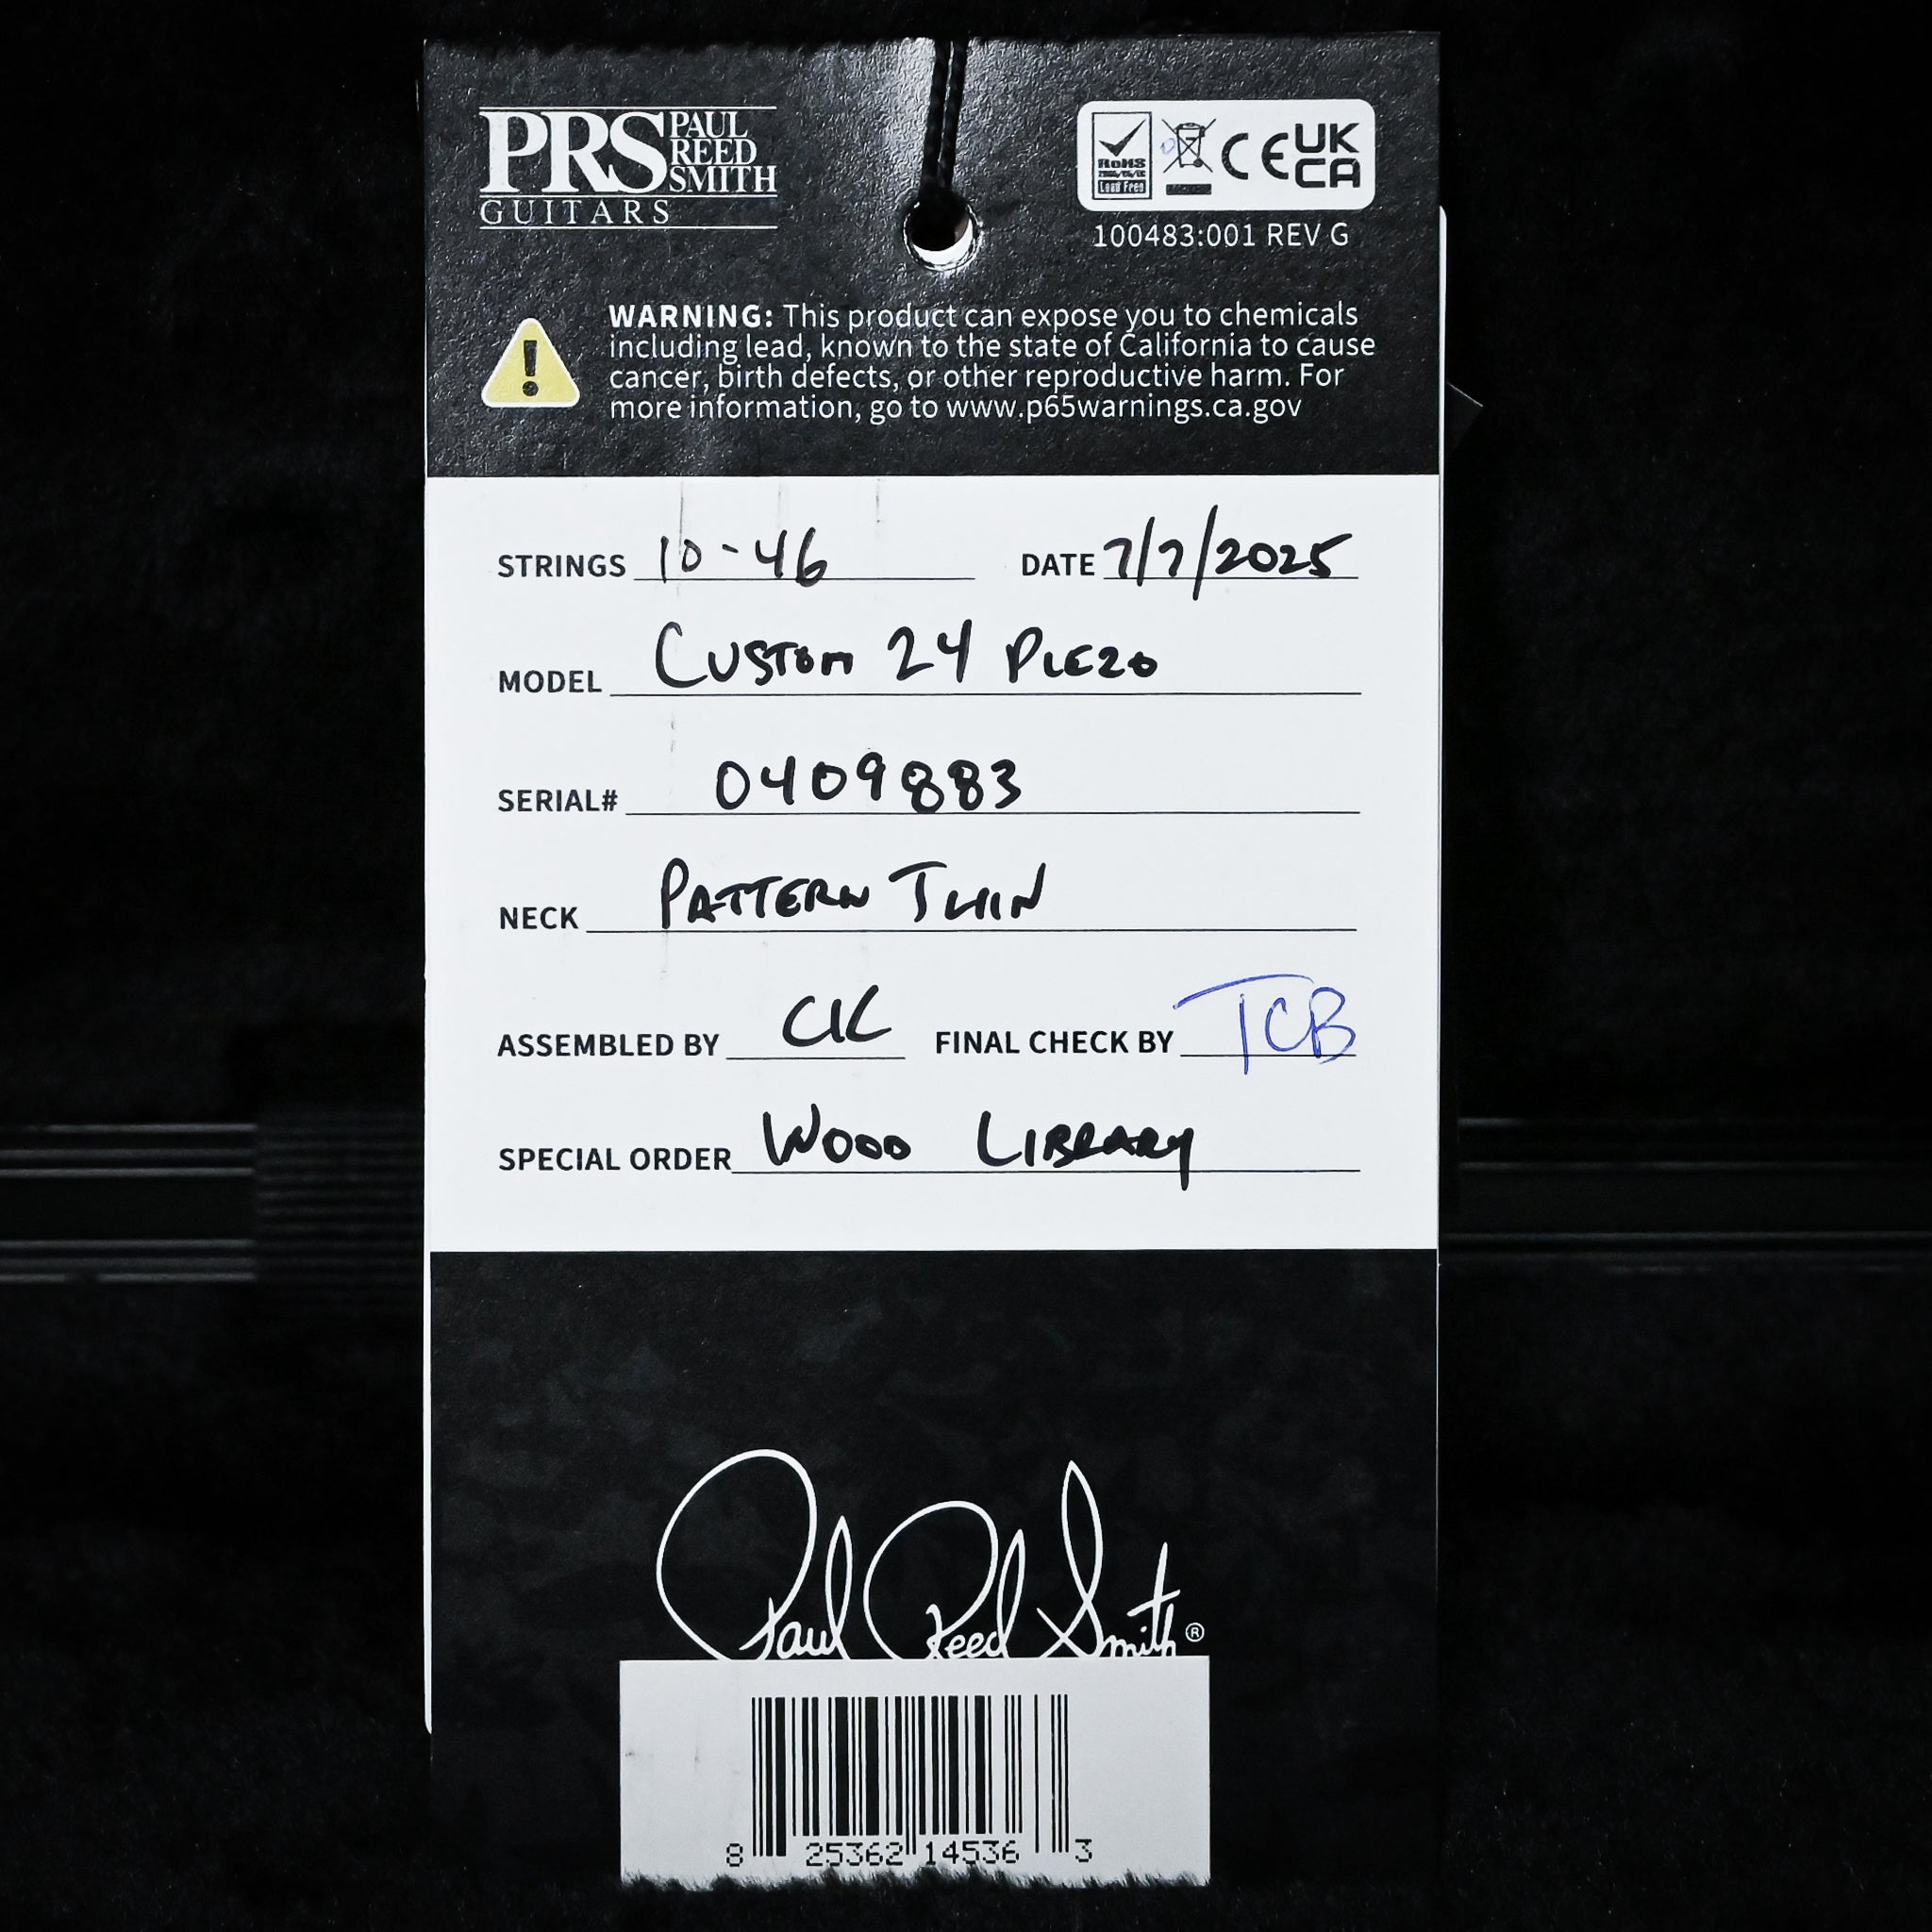 PRS PAUL REED SMITH
GUITARS
RoHS
Lead Free
CE UK CA
100483:001 REV G
WARNING: This product can expose you to chemicals
including lead, known to the state of California to cause
cancer, birth defects, or other reproductive harm. For
more information, go to www.p65warnings.ca.gov
STRINGS 10-46 DATE 7/7/2025
MODEL CUSTOM 24 PIEZO
SERIAL# 0409883
NECK PATTERN THIN
ASSEMBLED BY FINAL CHECK BY TCB
SPECIAL ORDER WOOD LIBRARY
Paul Reed Smith®
8 25362 14536 3